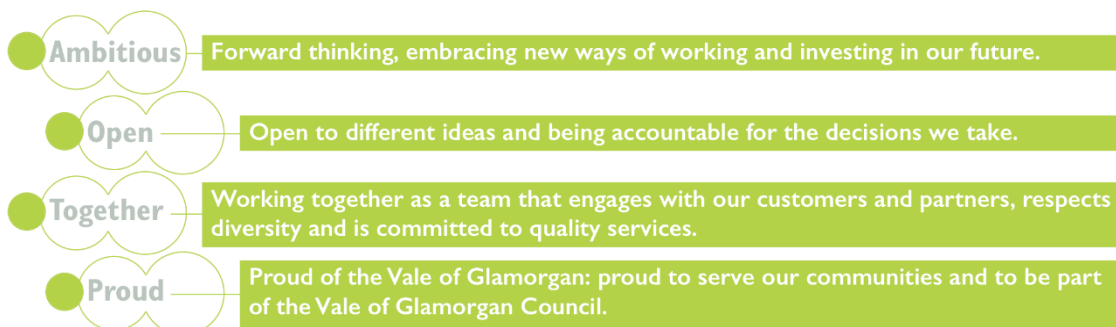 Ambitious
Forward thinking, embracing new ways of working and investing in our future.
Open
Open to different ideas and being accountable for the decisions we take.
Together
Working together as a team that engages with our customers and partners, respects
diversity and is committed to quality services.
Proud
Proud of the Vale of Glamorgan: proud to serve our communities and to be part
of the Vale of Glamorgan Council.